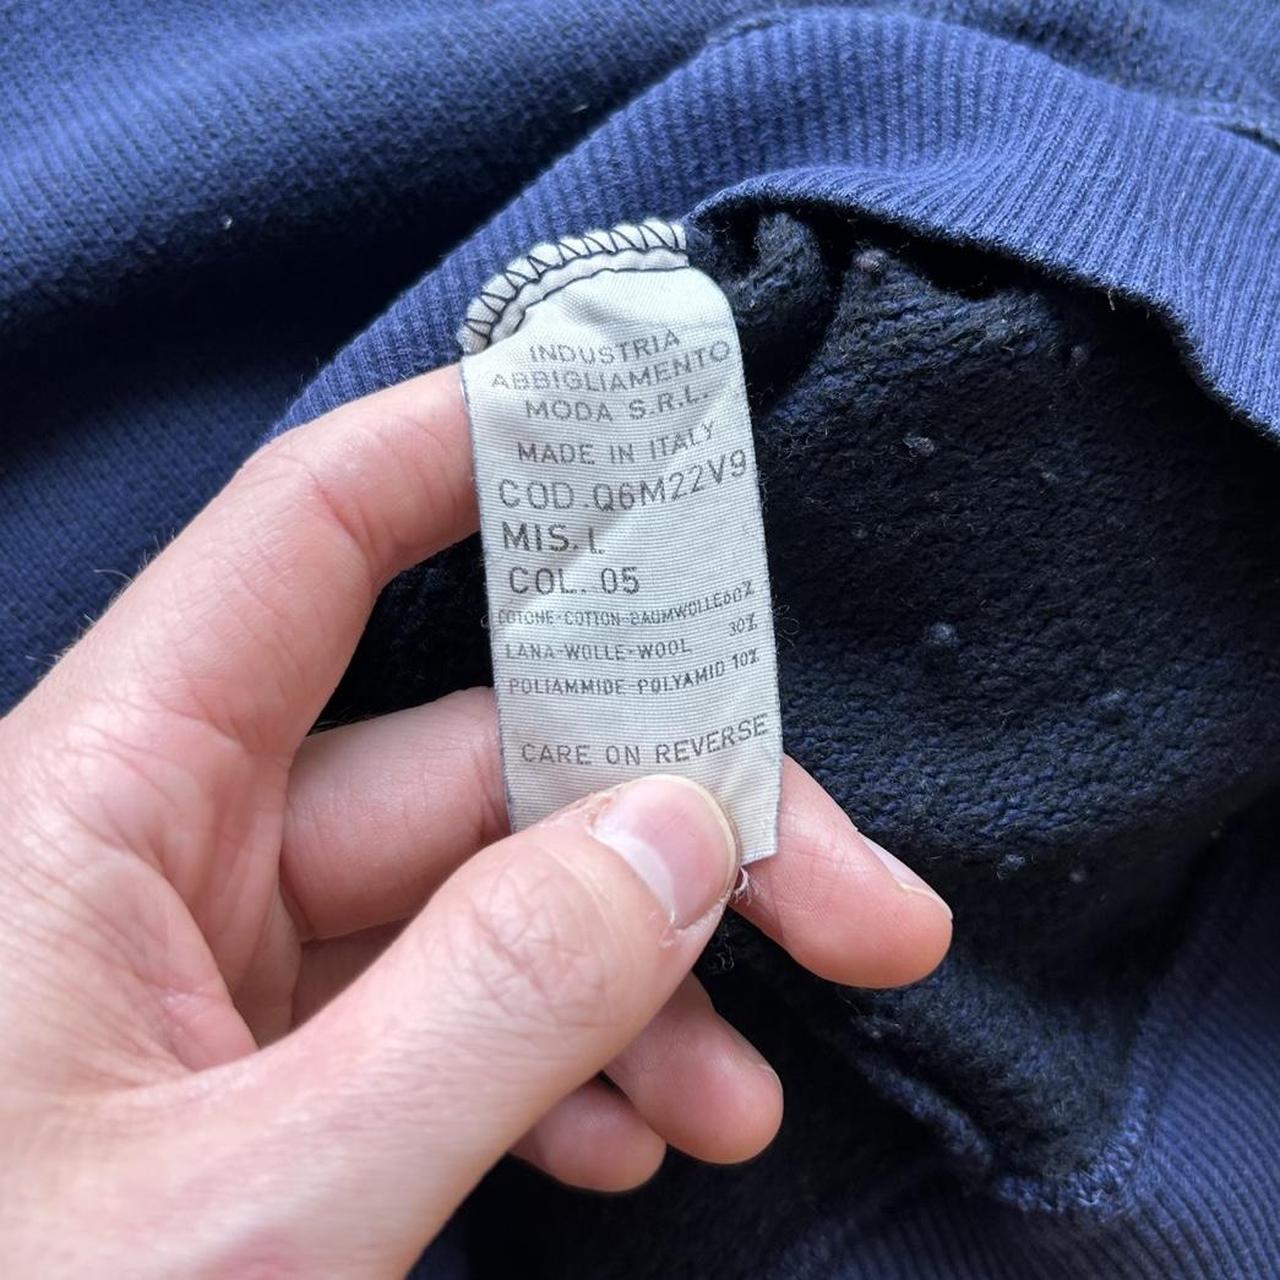 INDUSTRIA
ABBIGLIAMENTO
MODA S.R.L.
MADE IN ITALY
COD.Q6M22V9
MIS. L
COL. 05
COTONE-COTTON-BAUMWOLLE60%
LANA-WOLLE-WOOL 30%
POLIAMMIDE-POLYAMID 10%
CARE ON REVERSE